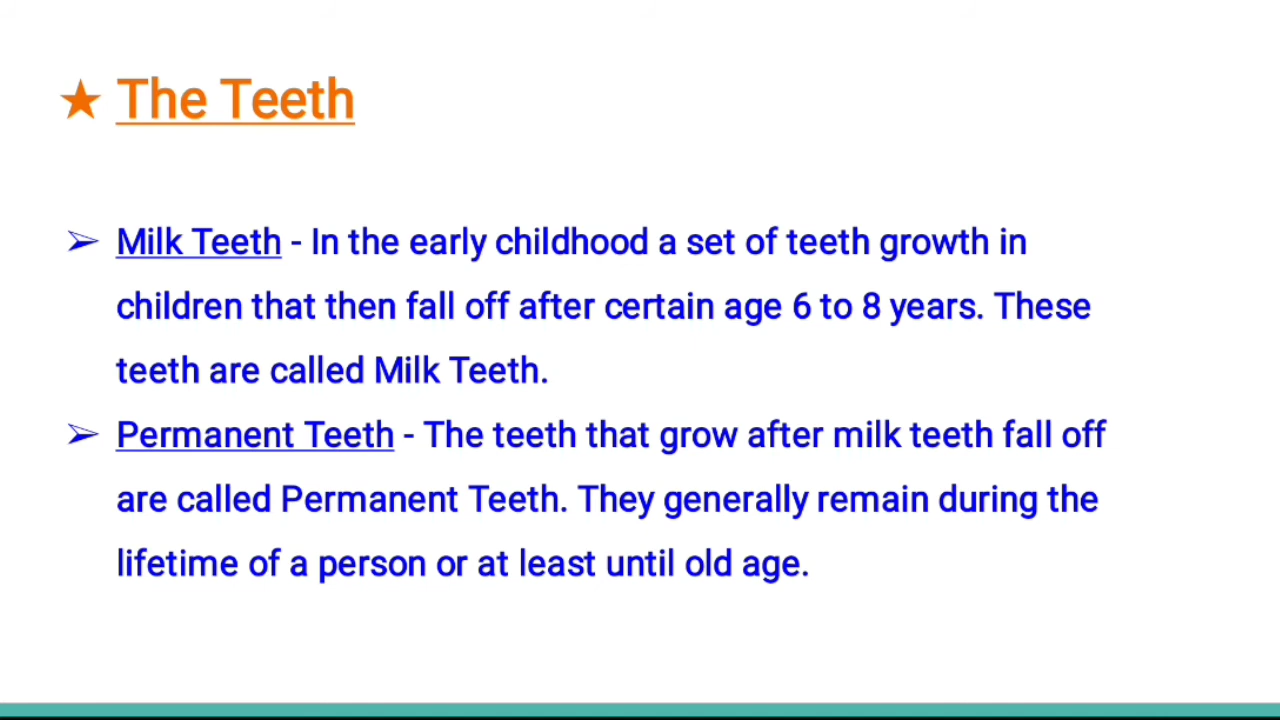 ★ The Teeth
➢ Milk Teeth - In the early childhood a set of teeth growth in
children that then fall off after certain age 6 to 8 years. These
teeth are called Milk Teeth.
➢ Permanent Teeth - The teeth that grow after milk teeth fall off
are called Permanent Teeth. They generally remain during the
lifetime of a person or at least until old age.